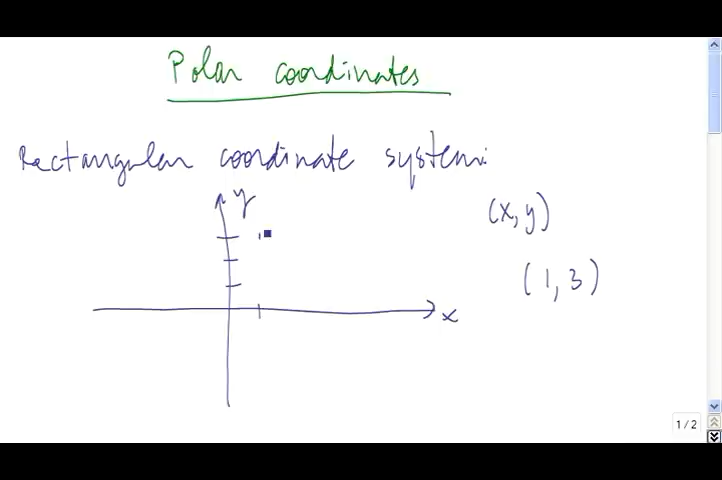 Polar coordinates
Rectangular coordinate system:
y
(x, y)
(1, 3)
x
1 / 2